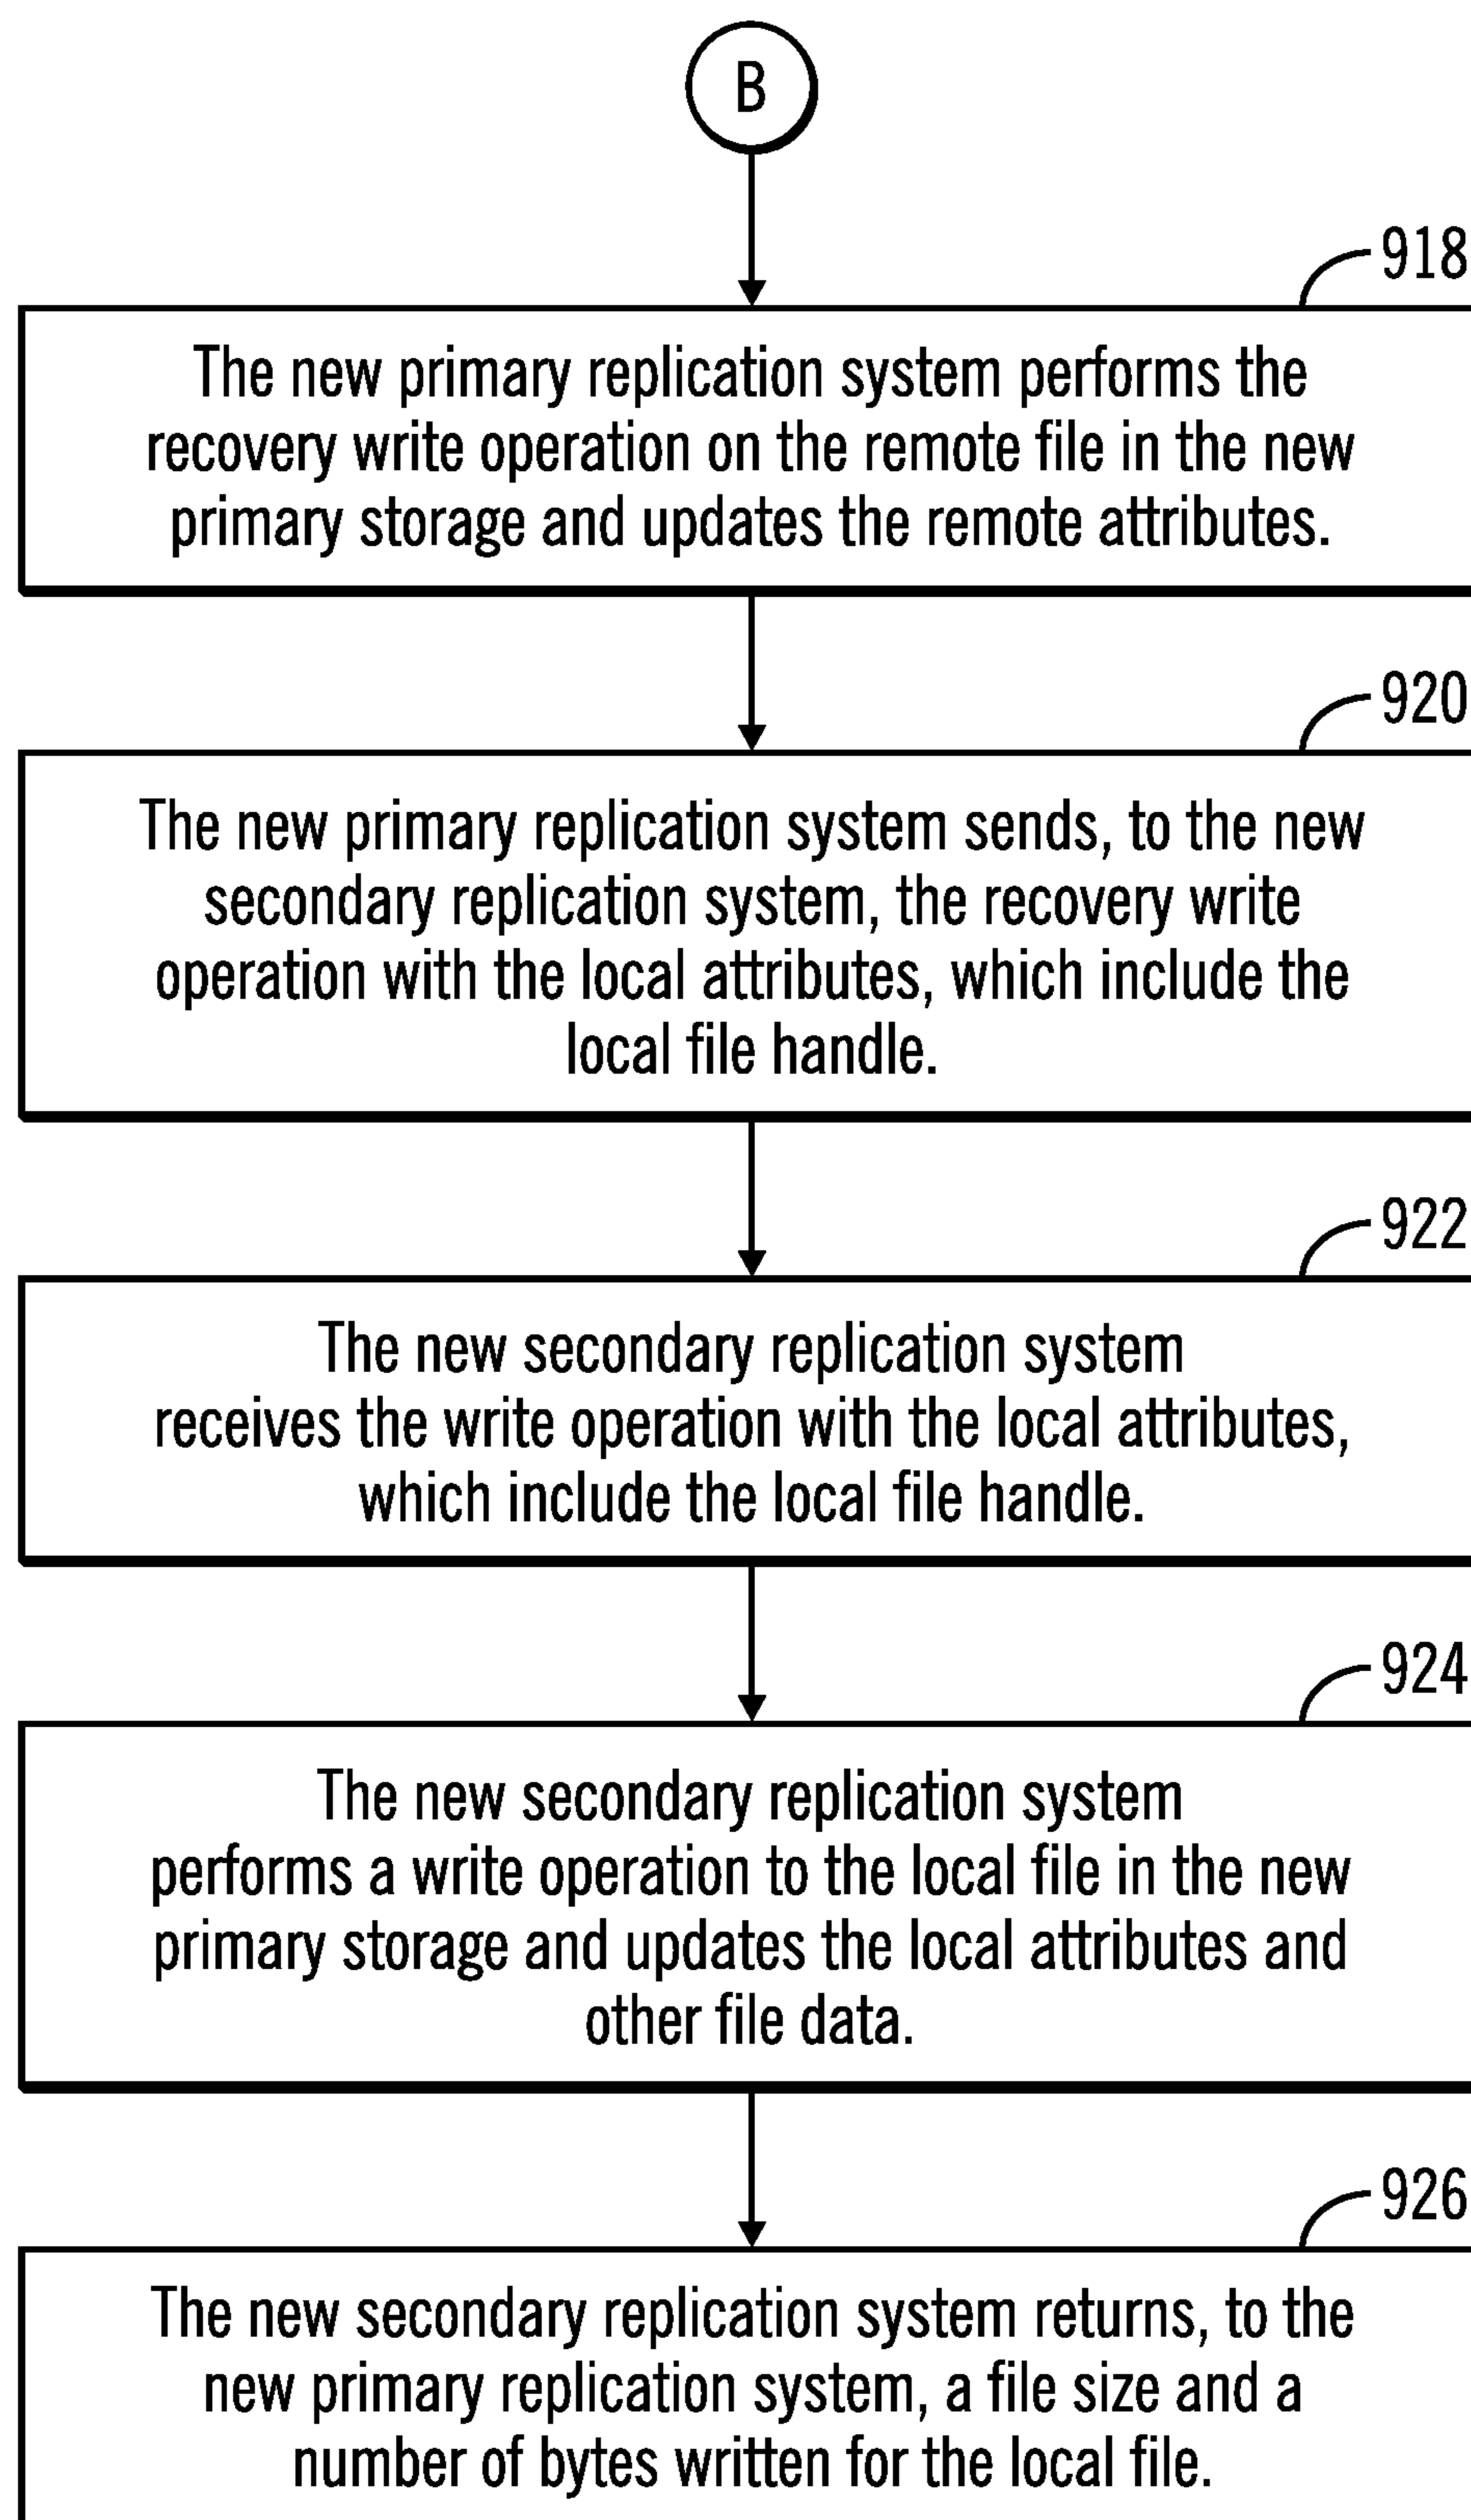 B
918
The new primary replication system performs the
recovery write operation on the remote file in the new
primary storage and updates the remote attributes.
920
The new primary replication system sends, to the new
secondary replication system, the recovery write
operation with the local attributes, which include the
local file handle.
922
The new secondary replication system
receives the write operation with the local attributes,
which include the local file handle.
924
The new secondary replication system
performs a write operation to the local file in the new
primary storage and updates the local attributes and
other file data.
926
The new secondary replication system returns, to the
new primary replication system, a file size and a
number of bytes written for the local file.